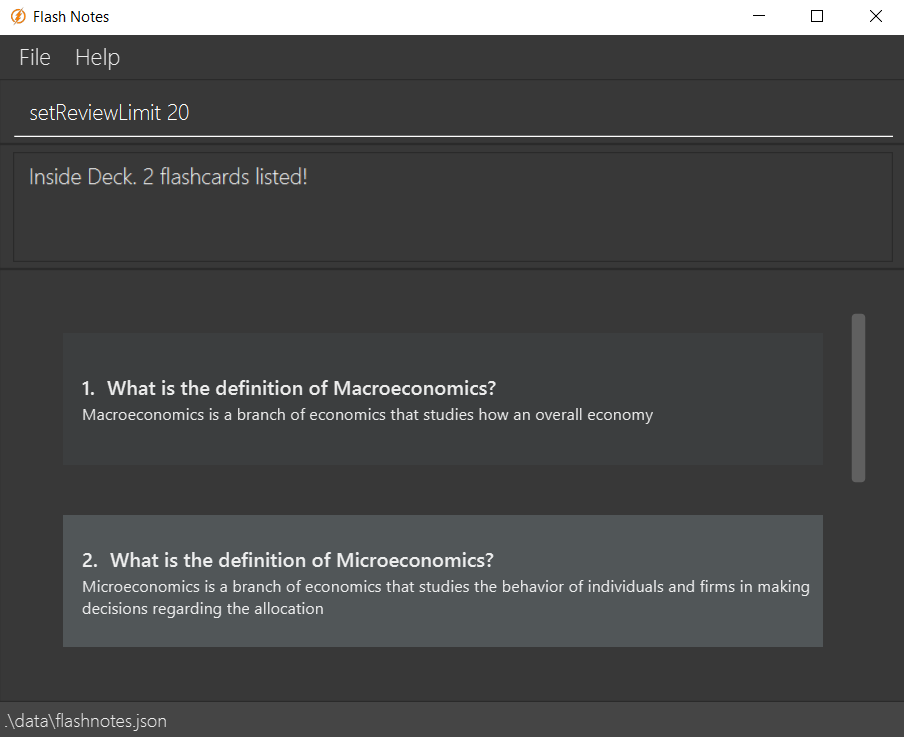 Flash Notes
File Help
setReviewLimit 20
Inside Deck. 2 flashcards listed!
1. What is the definition of Macroeconomics?
Macroeconomics is a branch of economics that studies how an overall economy
2. What is the definition of Microeconomics?
Microeconomics is a branch of economics that studies the behavior of individuals and firms in making
decisions regarding the allocation
.\data\flashnotes.json